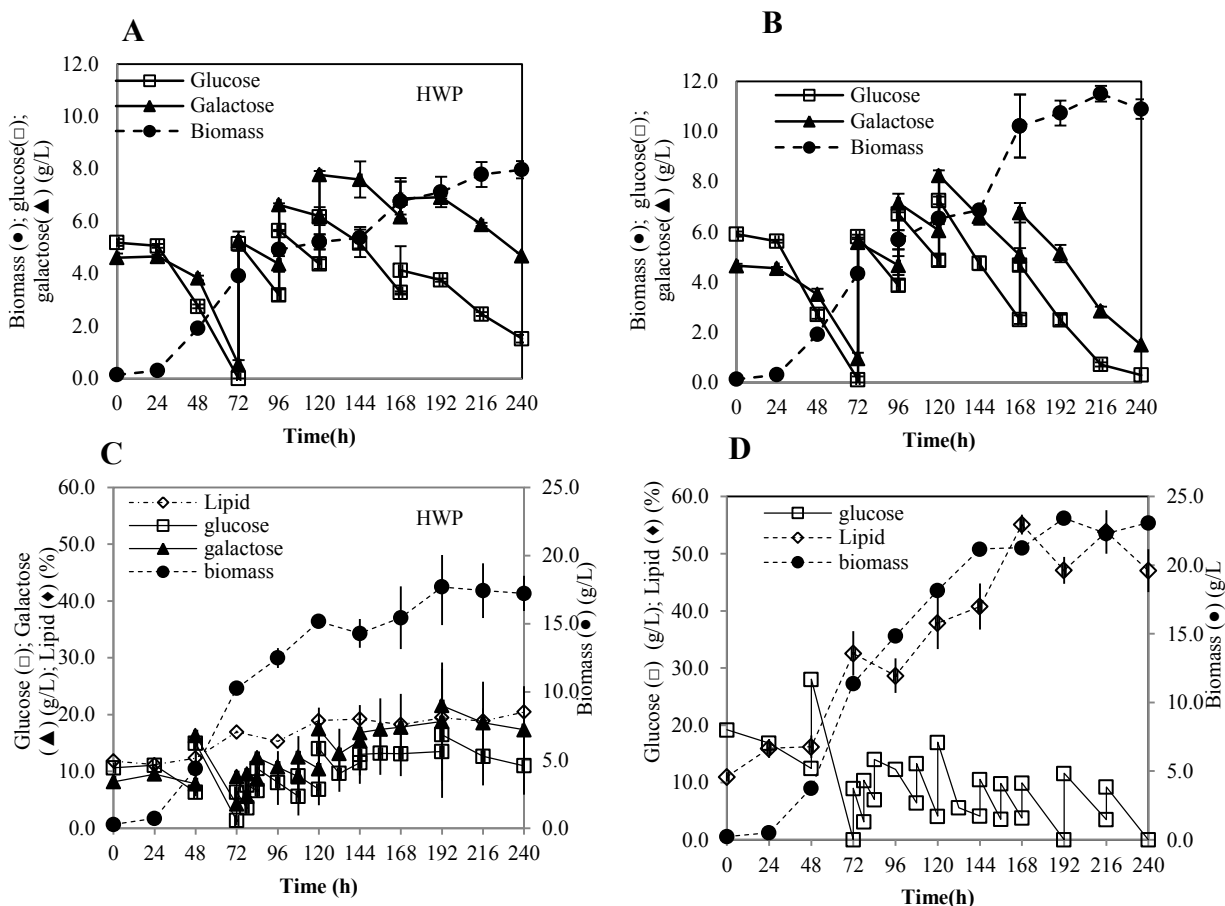 A
Biomass (●); glucose(□);
galactose(▲) (g/L)
12.0
10.0
8.0
6.0
4.0
2.0
0.0
Glucose
Galactose
Biomass
HWP
0 24 48 72 96 120 144 168 192 216 240
Time(h)
B
Biomass (●); glucose(□);
galactose(▲) (g/L)
12.0
10.0
8.0
6.0
4.0
2.0
0.0
Glucose
Galactose
Biomass
0 24 48 72 96 120 144 168 192 216 240
Time(h)
C
Glucose (□); Galactose
(▲) (g/L); Lipid (♦) (%)
60.0
50.0
40.0
30.0
20.0
10.0
0.0
Lipid
glucose
galactose
biomass
HWP
25.0
20.0
15.0
10.0
5.0
0.0
Biomass (●) (g/L)
0 24 48 72 96 120 144 168 192 216 240
Time (h)
D
Glucose (□) (g/L); Lipid (♦) (%)
60.0
50.0
40.0
30.0
20.0
10.0
0.0
glucose
Lipid
biomass
25.0
20.0
15.0
10.0
5.0
0.0
Biomass (●) (g/L
0 24 48 72 96 120 144 168 192 216 240
Time(h)